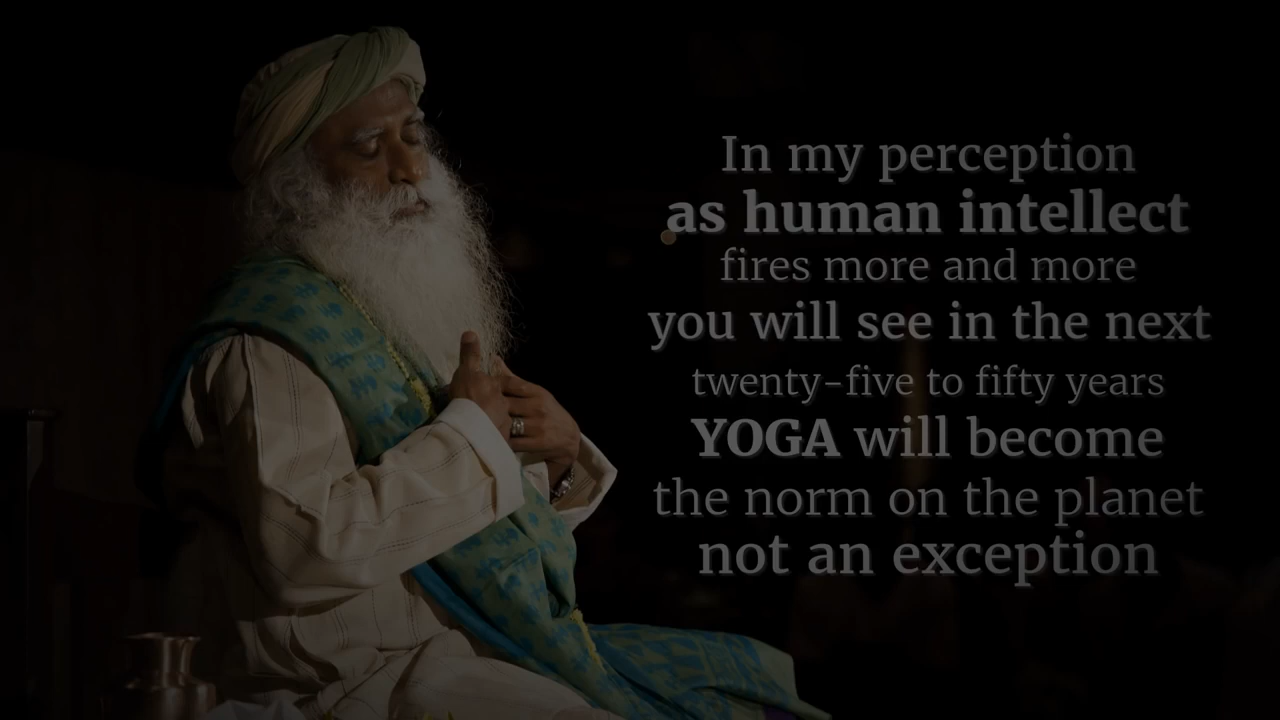 In my perception
as human intellect
fires more and more
you will see in the next
twenty-five to fifty years
YOGA will become
the norm on the planet
not an exception